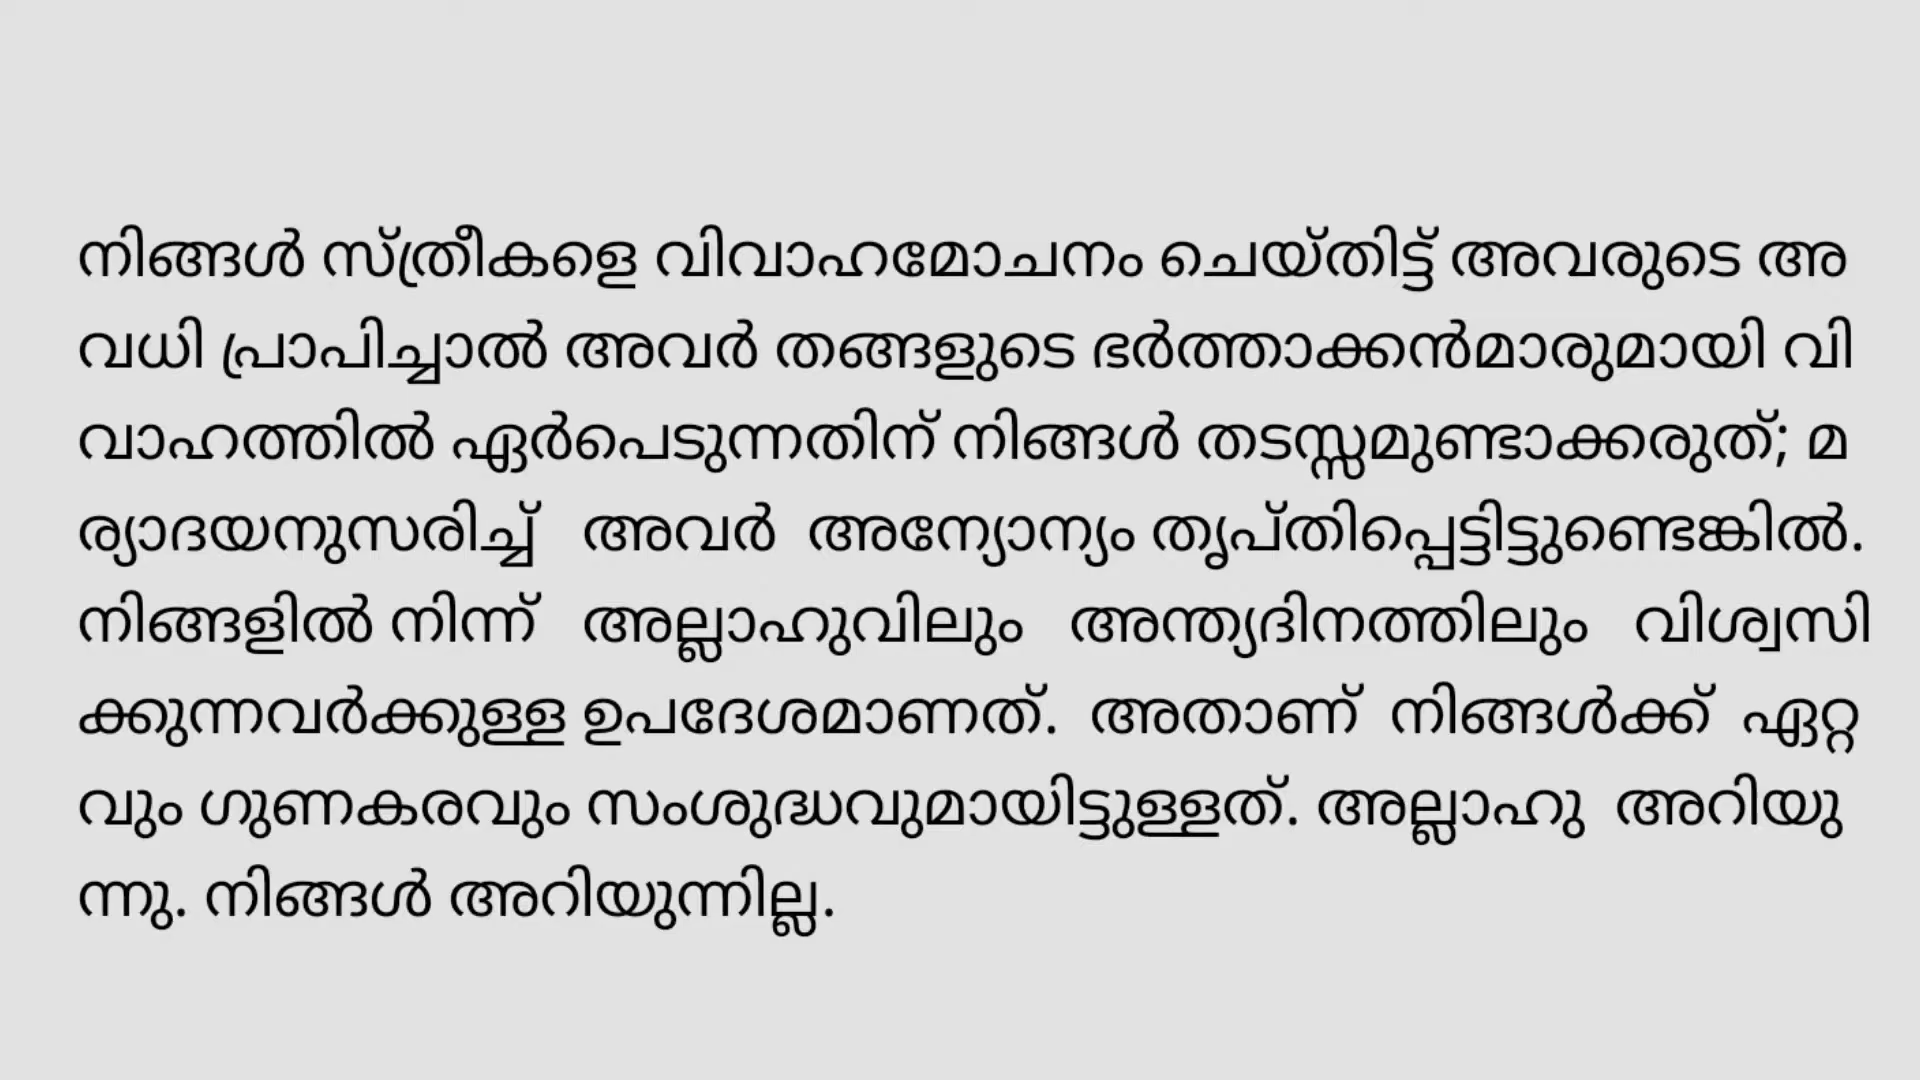 നിങ്ങൾ സ്ത്രീകളെ വിവാഹമോചനം ചെയ്തിട്ട് അവരുടെ അ
വധി പ്രാപിച്ചാൽ അവർ തങ്ങളുടെ ഭർത്താക്കൻമാരുമായി വി
വാഹത്തിൽ ഏർപെടുന്നതിന് നിങ്ങൾ തടസ്സമുണ്ടാക്കരുത്; മ
ര്യാദയനുസരിച്ച് അവർ അന്യോന്യം തൃപ്തിപ്പെട്ടിട്ടുണ്ടെങ്കിൽ.
നിങ്ങളിൽ നിന്ന് അല്ലാഹുവിലും അന്ത്യദിനത്തിലും വിശ്വസി
ക്കുന്നവർക്കുള്ള ഉപദേശമാണത്. അതാണ് നിങ്ങൾക്ക് ഏറ്റ
വും ഗുണകരവും സംശുദ്ധവുമായിട്ടുള്ളത്. അല്ലാഹു അറിയു
ന്നു. നിങ്ങൾ അറിയുന്നില്ല.